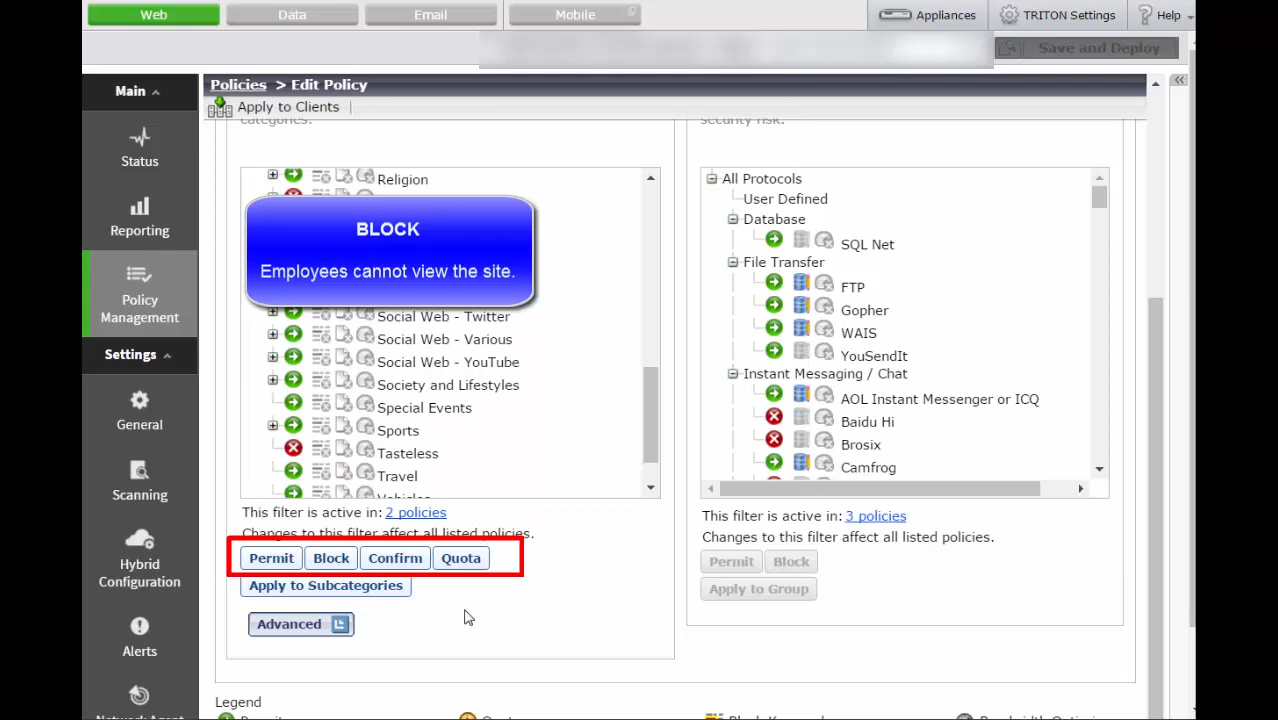 Web
Data
Email
Mobile
Appliances
TRITON Settings
Help
Save and Deploy
Main
Policies > Edit Policy
Apply to Clients
categories.
security risk.
Status
Reporting
Policy
Management
Settings
General
Scanning
Hybrid
Configuration
Alerts
Network Agent
Religion
BLOCK
Employees cannot view the site.
Social Web - Twitter
Social Web - Various
Social Web - YouTube
Society and Lifestyles
Special Events
Sports
Tasteless
Travel
Vehicles
This filter is active in: 2 policies
Changes to this filter affect all listed policies.
Permit
Block
Confirm
Quota
Apply to Subcategories
Advanced
All Protocols
User Defined
Database
SQL Net
File Transfer
FTP
Gopher
WAIS
YouSendIt
Instant Messaging / Chat
AOL Instant Messenger or ICQ
Baidu Hi
Brosix
Camfrog
This filter is active in: 3 policies
Changes to this filter affect all listed policies.
Permit
Block
Apply to Group
Legend